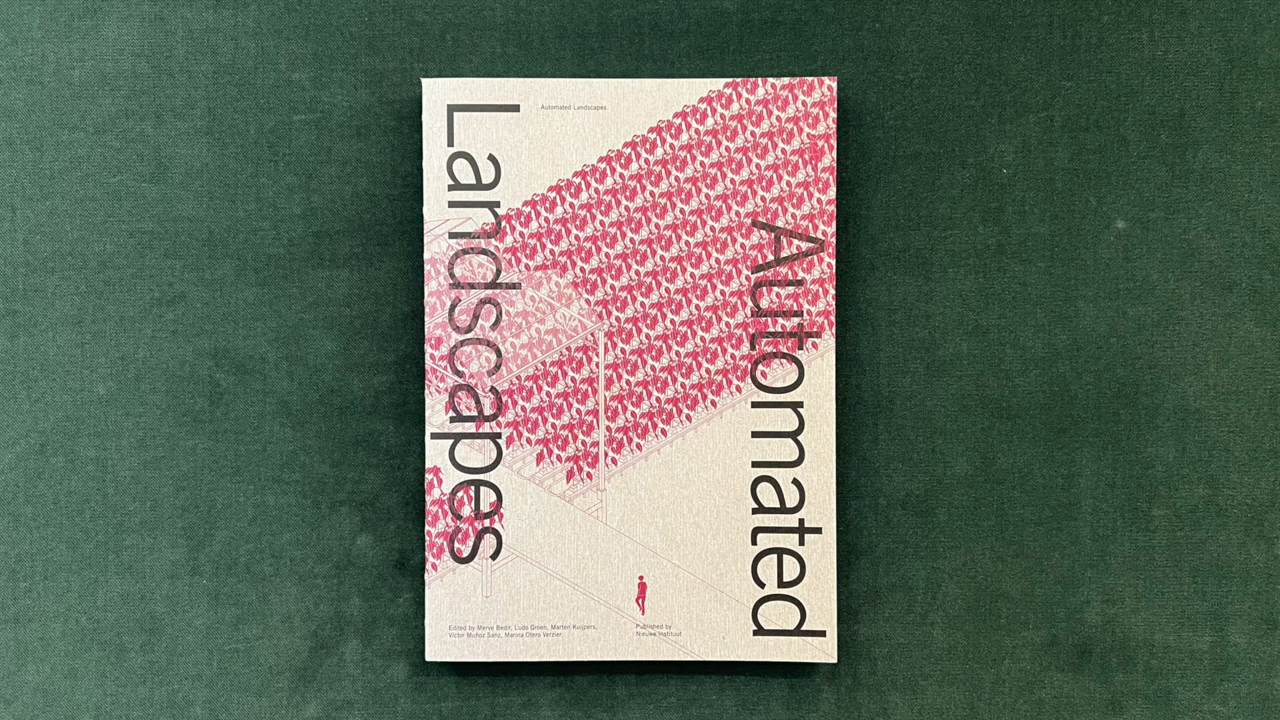 Automated Landscapes
Automated
Landscapes
Edited by Merve Bedir, Ludo Groen, Marten Kuijpers,
Víctor Muñoz Sanz, Marina Otero Verzier
Published by
Nieuwe Instituut